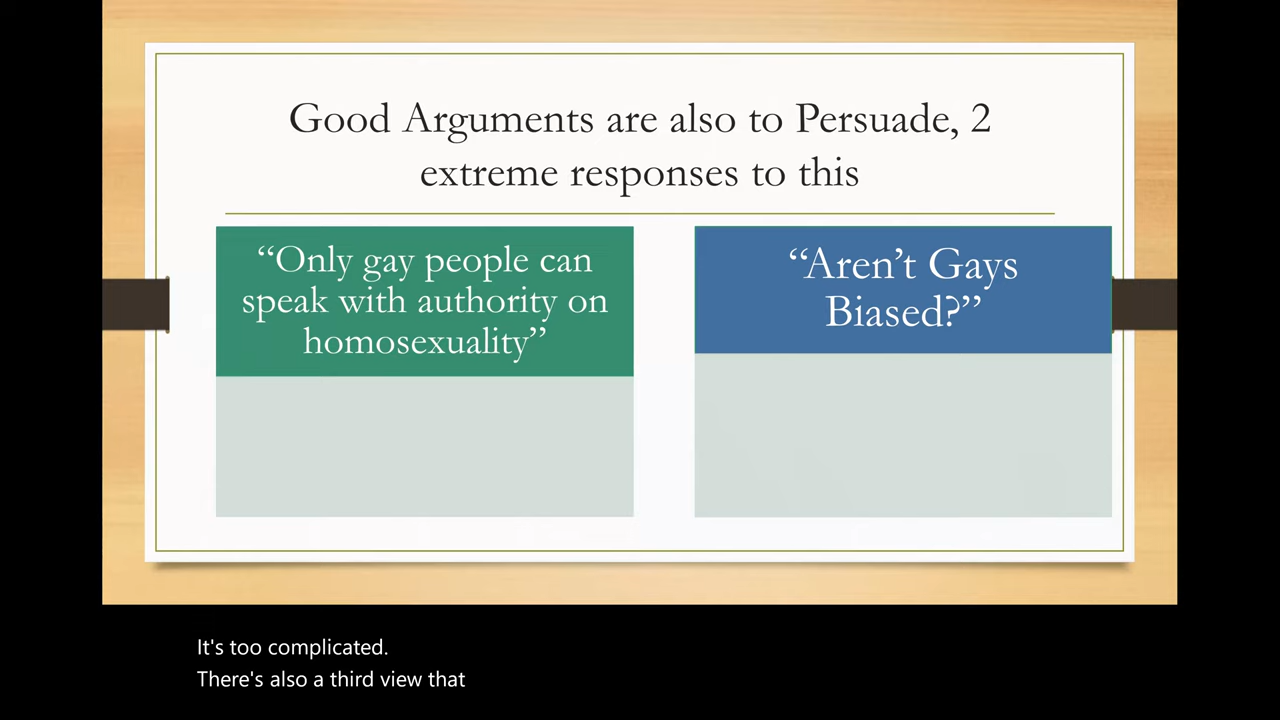 Good Arguments are also to Persuade, 2
extreme responses to this
“Only gay people can
speak with authority on
homosexuality”
“Aren’t Gays
Biased?”
It's too complicated.
There's also a third view that